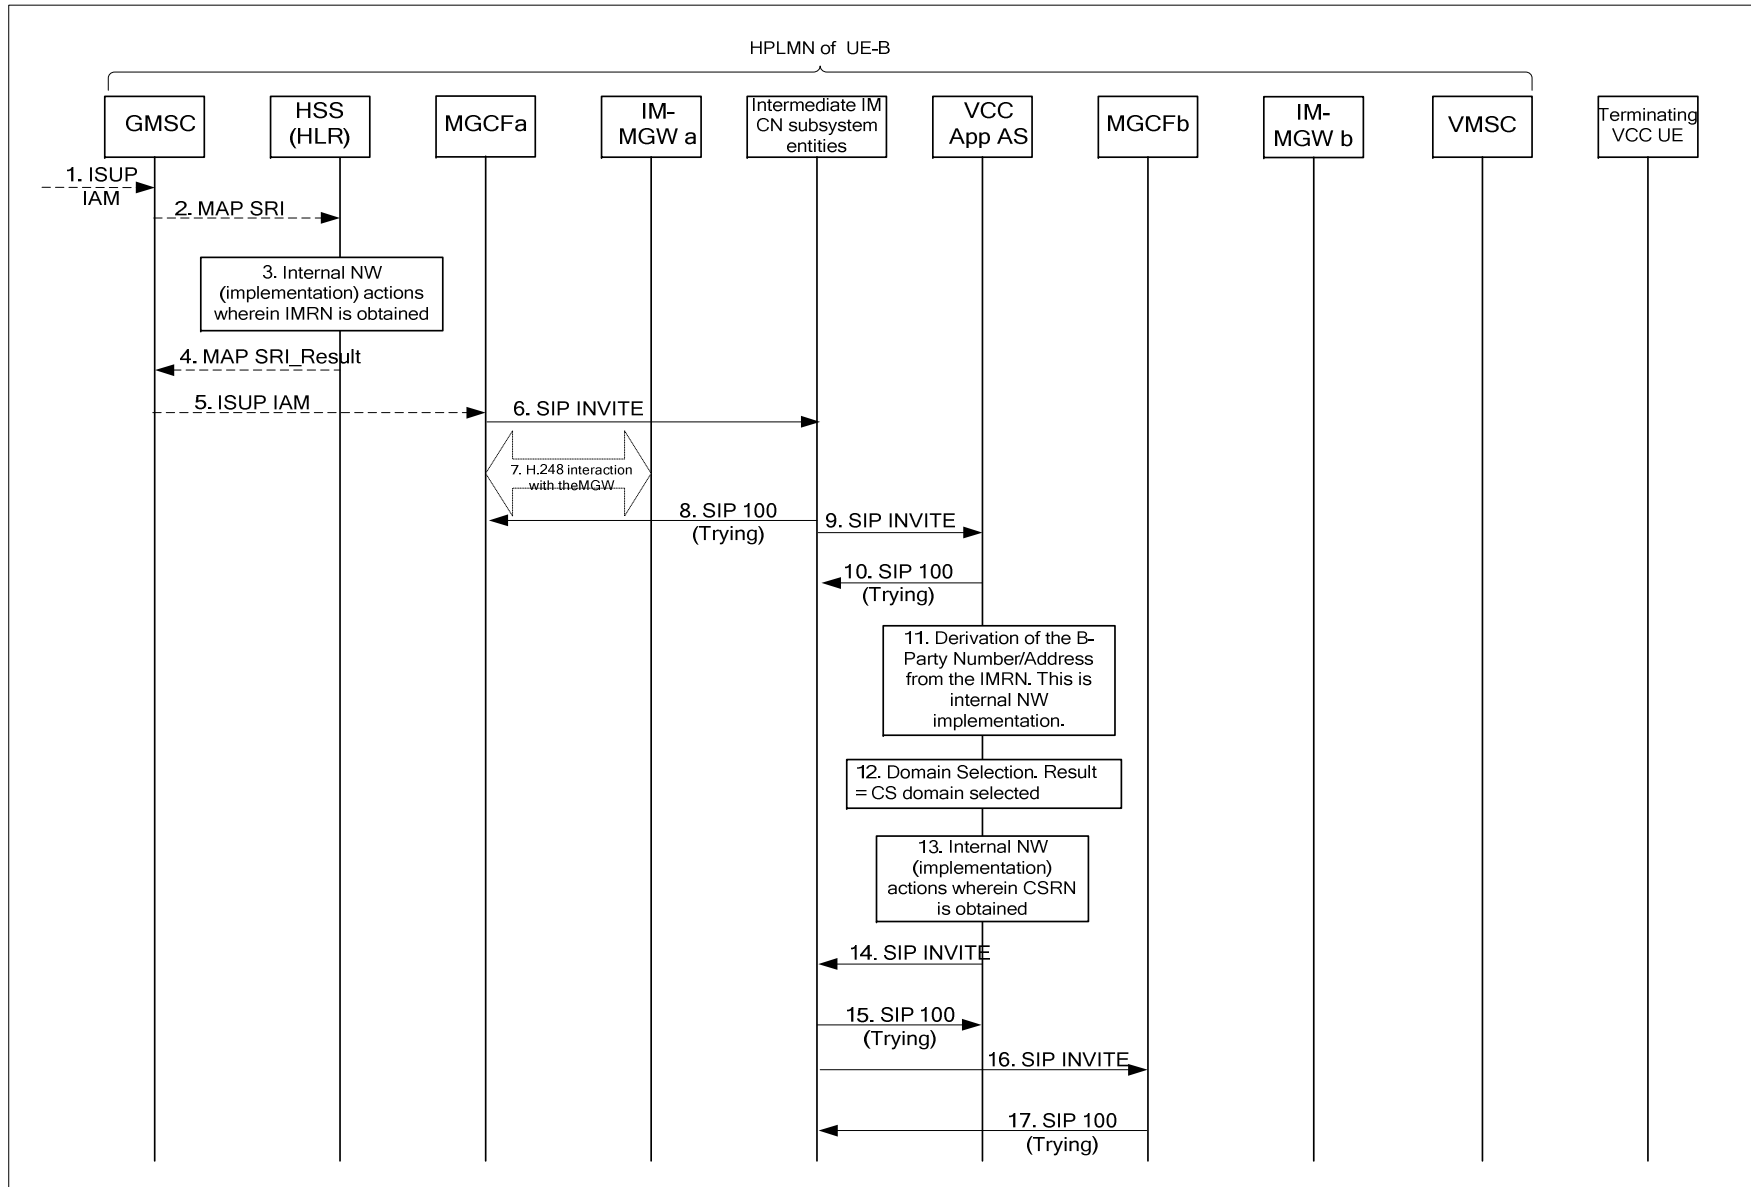 HPLMN of UE-B
GMSC
HSS
(HLR)
MGCFa
IM-
MGW a
Intermediate IM
CN subsystem
entities
VCC
App AS
MGCFb
IM-
MGW b
VMSC
Terminating
VCC UE
1. ISUP
IAM
2. MAP SRI
3. Internal NW
(implementation) actions
wherein IMRN is obtained
4. MAP SRI_Result
5. ISUP IAM
6. SIP INVITE
7. H.248 interaction
with theMGW
8. SIP 100
(Trying)
9. SIP INVITE
10. SIP 100
(Trying)
11. Derivation of the B-
Party Number/Address
from the IMRN. This is
internal NW
implementation.
12. Domain Selection. Result
= CS domain selected
13. Internal NW
(implementation)
actions wherein CSRN
is obtained
14. SIP INVITE
15. SIP 100
(Trying)
16. SIP INVITE
17. SIP 100
(Trying)